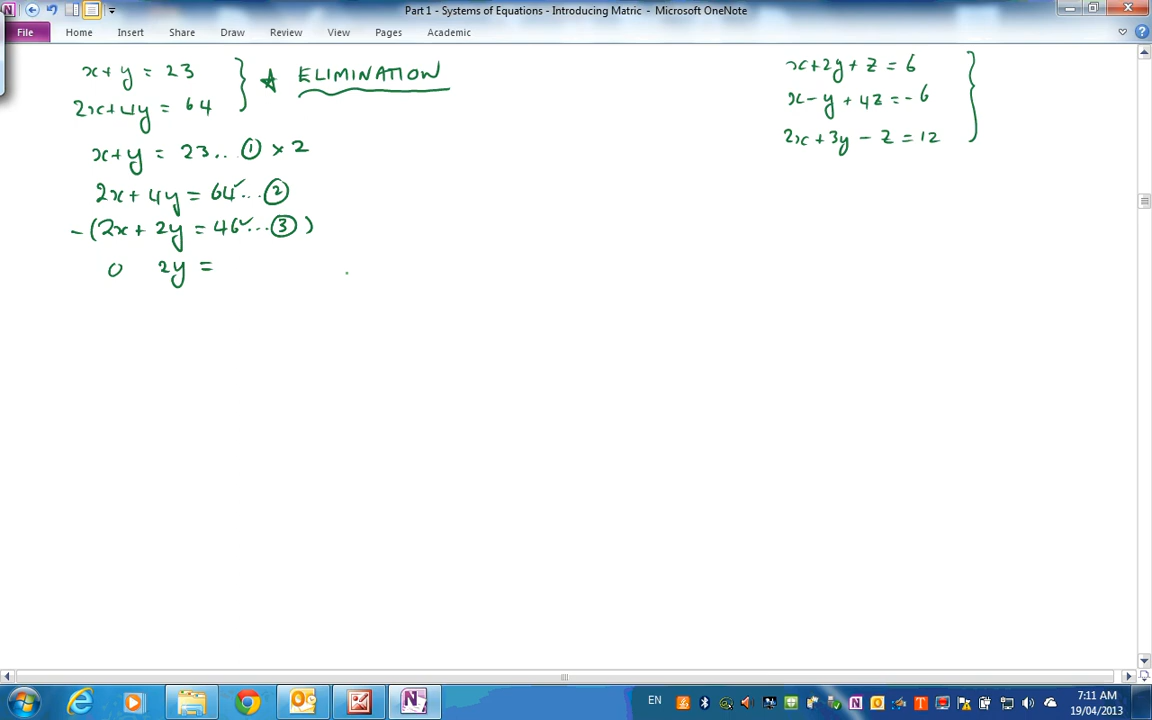 Part 1 - Systems of Equations - Introducing Matric - Microsoft OneNote
File Home Insert Share Draw Review View Pages Academic
x+y = 23
2x+4y = 64
★ ELIMINATION
x+y = 23.. ① × 2
2x + 4y = 64 ... ②
-(2x + 2y = 46 ... ③)
0 2y =
x+2y+z = 6
x-y+4z = -6
2x+3y-z = 12
EN
7:11 AM
19/04/2013